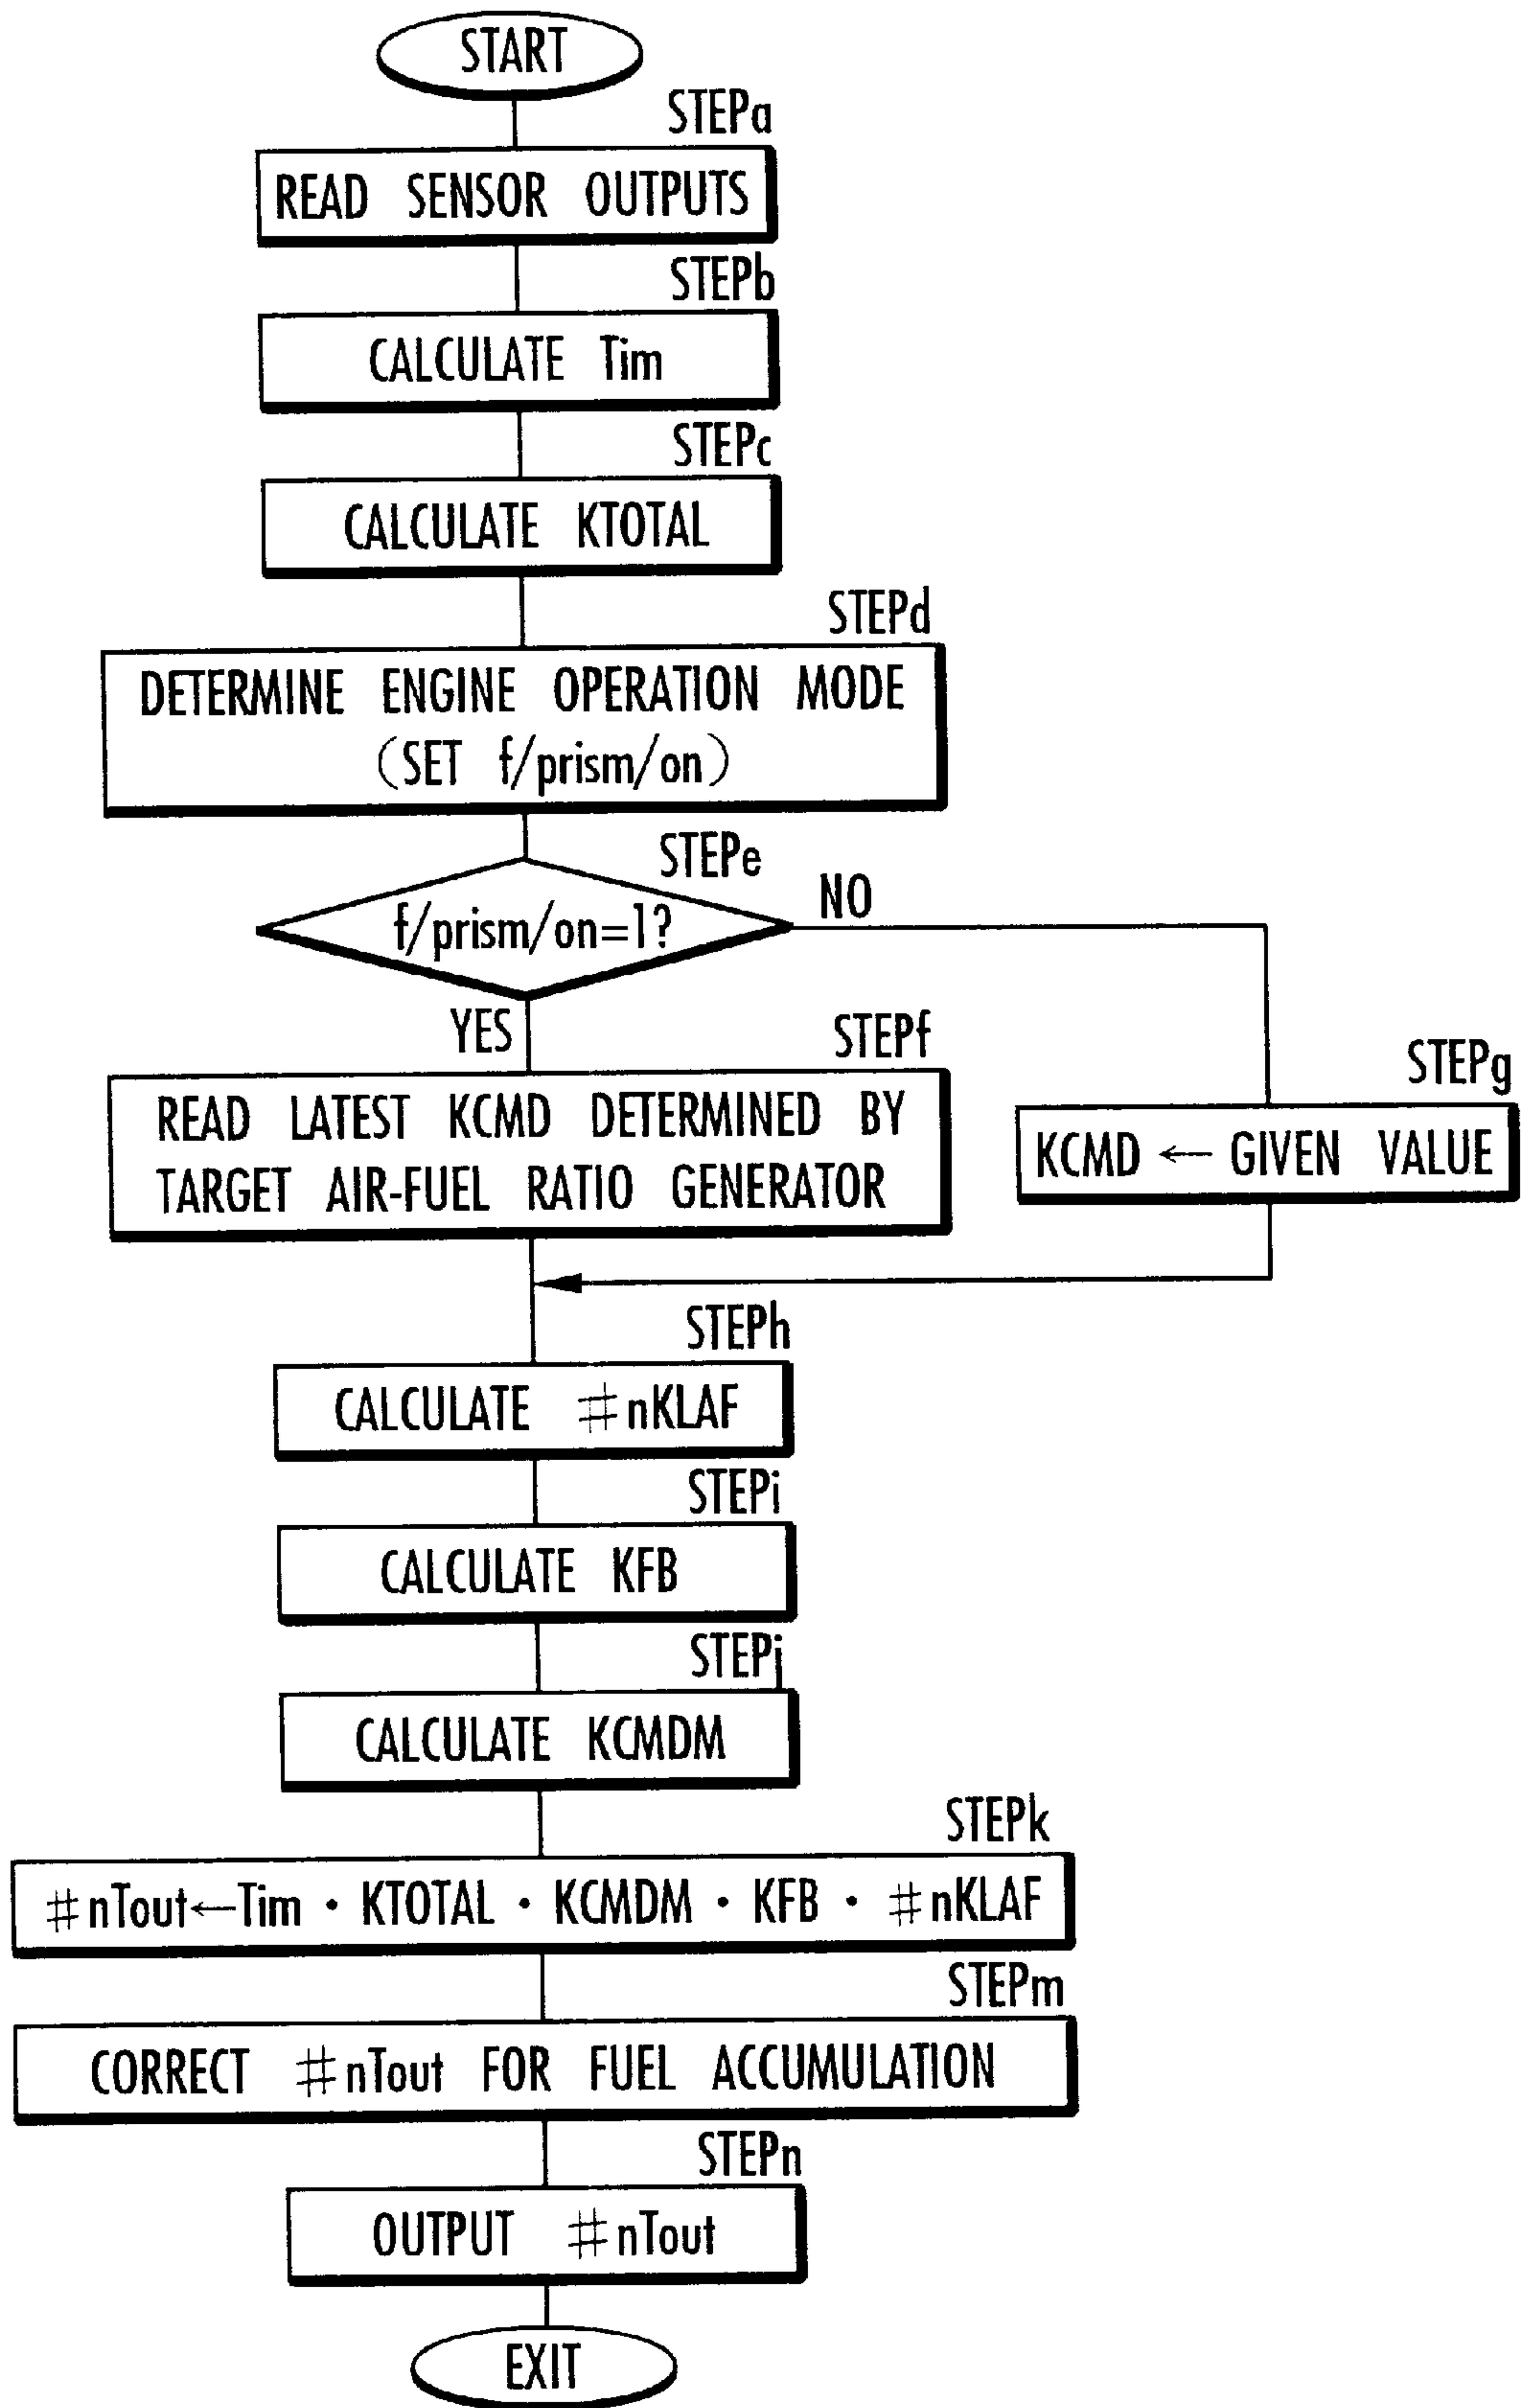 START
STEPa
READ SENSOR OUTPUTS
STEPb
CALCULATE Tim
STEPc
CALCULATE KTOTAL
STEPd
DETERMINE ENGINE OPERATION MODE
(SET f/prism/on)
STEPe
f/prism/on=1?
NO
YES
STEPf
READ LATEST KCMD DETERMINED BY
TARGET AIR-FUEL RATIO GENERATOR
STEPg
KCMD ← GIVEN VALUE
STEPh
CALCULATE #nKLAF
STEPi
CALCULATE KFB
STEPj
CALCULATE KCMDM
STEPk
#nTout←Tim · KTOTAL · KCMDM · KFB · #nKLAF
STEPm
CORRECT #nTout FOR FUEL ACCUMULATION
STEPn
OUTPUT #nTout
EXIT